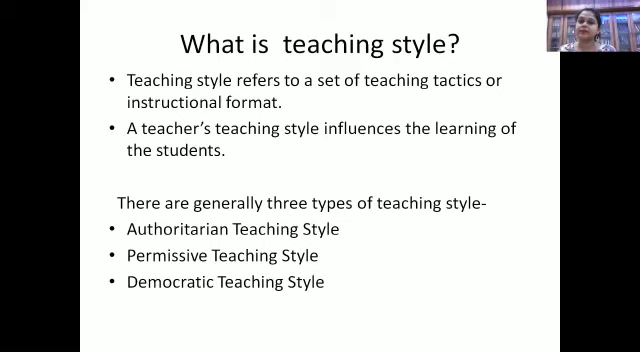 What is  teaching style?
• Teaching style refers to a set of teaching tactics or
instructional format.
• A teacher’s teaching style influences the learning of
the students.
There are generally three types of teaching style-
• Authoritarian Teaching Style
• Permissive Teaching Style
• Democratic Teaching Style